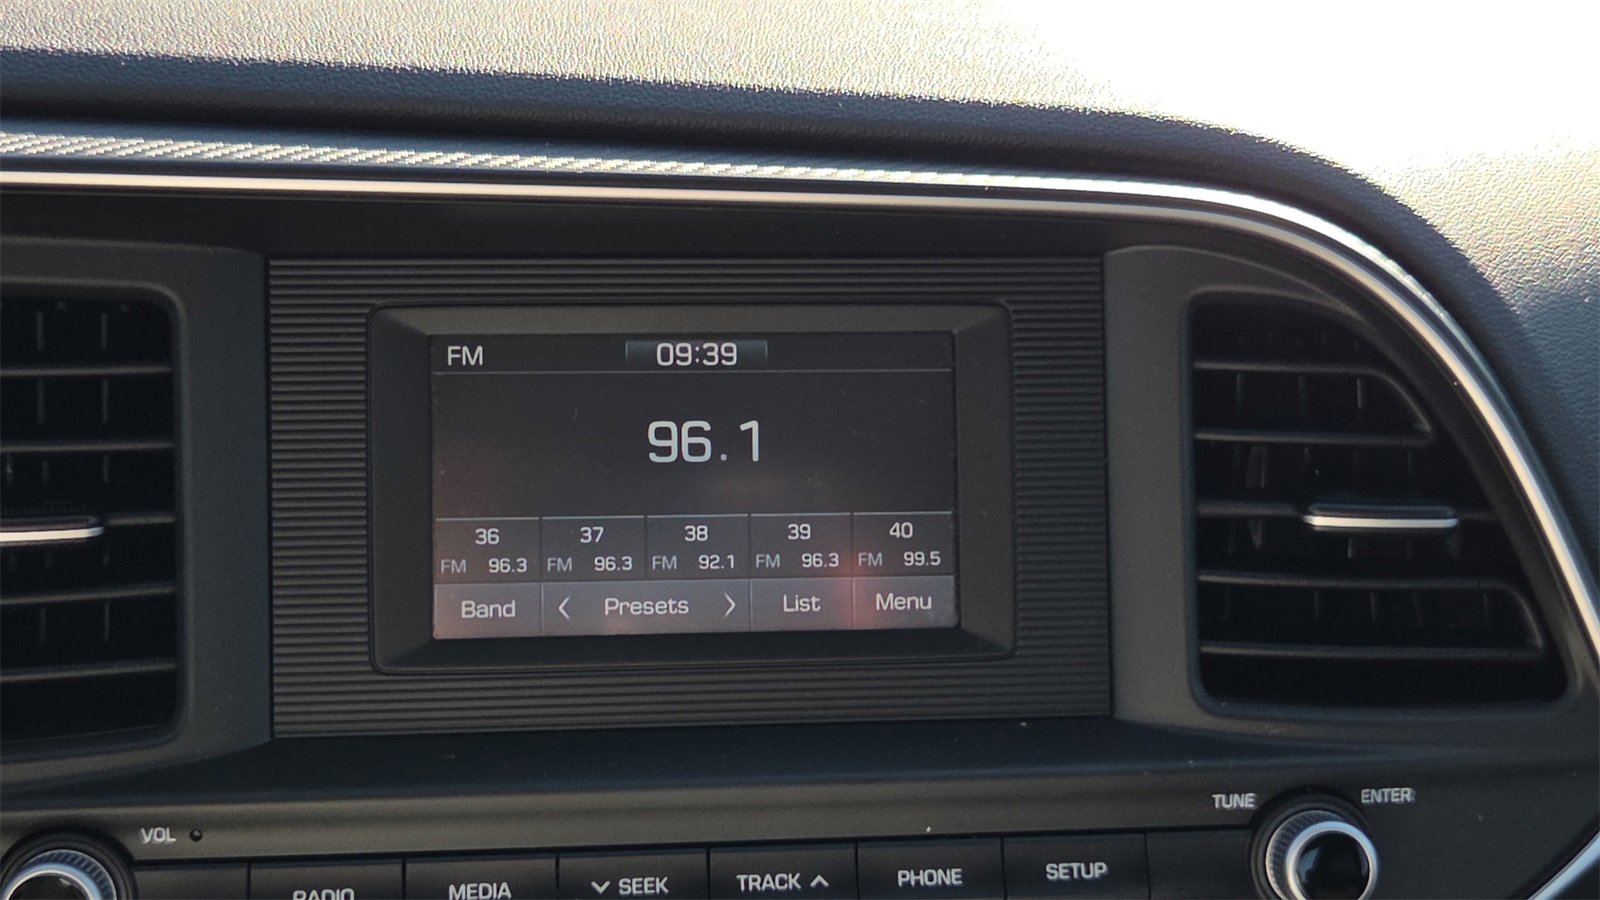 FM 09:39
96.1
36 37 38 39 40
FM 96.3 FM 96.3 FM 92.1 FM 96.3 FM 99.5
Band < Presets > List Menu
TUNE ENTER
VOL
RADIO MEDIA SEEK TRACK PHONE SETUP